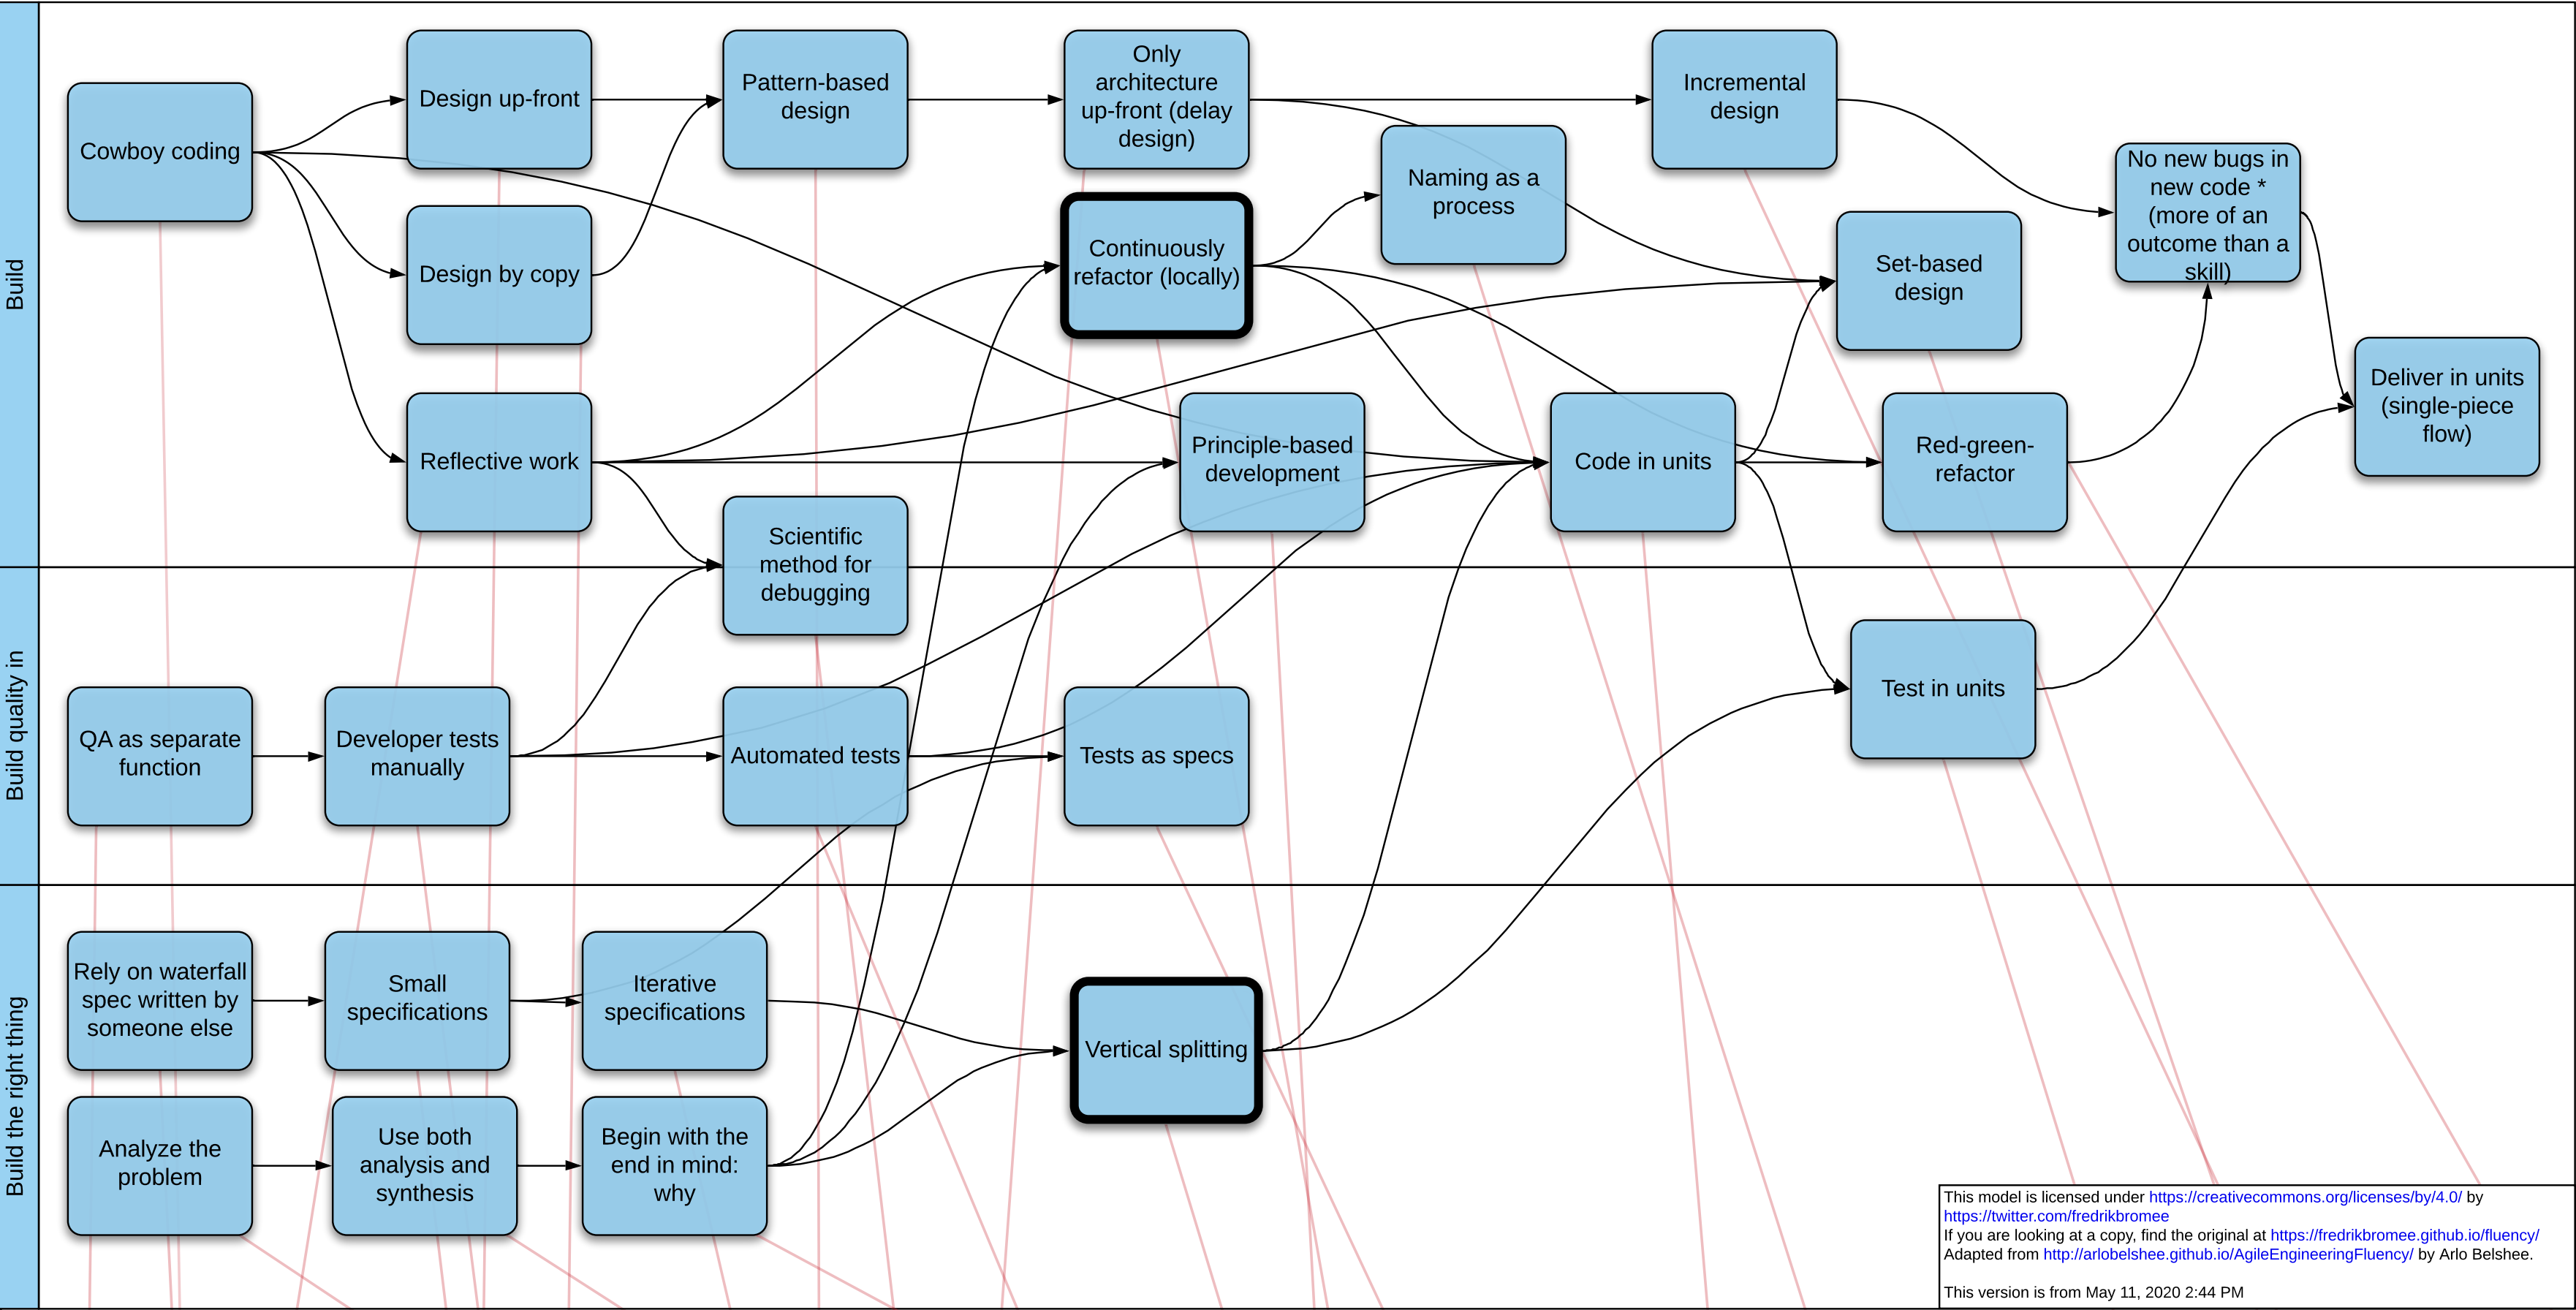 Build
Cowboy coding
Design up-front
Design by copy
Reflective work
Pattern-based
design
Scientific
method for
debugging
Only
architecture
up-front (delay
design)
Continuously
refactor (locally)
Naming as a
process
Principle-based
development
Incremental
design
Code in units
Set-based
design
Red-green-
refactor
No new bugs in
new code *
(more of an
outcome than a
skill)
Deliver in units
(single-piece
flow)
Build quality in
QA as separate
function
Developer tests
manually
Automated tests
Tests as specs
Test in units
Build the right thing
Rely on waterfall
spec written by
someone else
Small
specifications
Iterative
specifications
Vertical splitting
Analyze the
problem
Use both
analysis and
synthesis
Begin with the
end in mind:
why
This model is licensed under https://creativecommons.org/licenses/by/4.0/ by
https://twitter.com/fredrikbromee
If you are looking at a copy, find the original at https://fredrikbromee.github.io/fluency/
Adapted from http://arlobelshee.github.io/AgileEngineeringFluency/ by Arlo Belshee.
This version is from May 11, 2020 2:44 PM